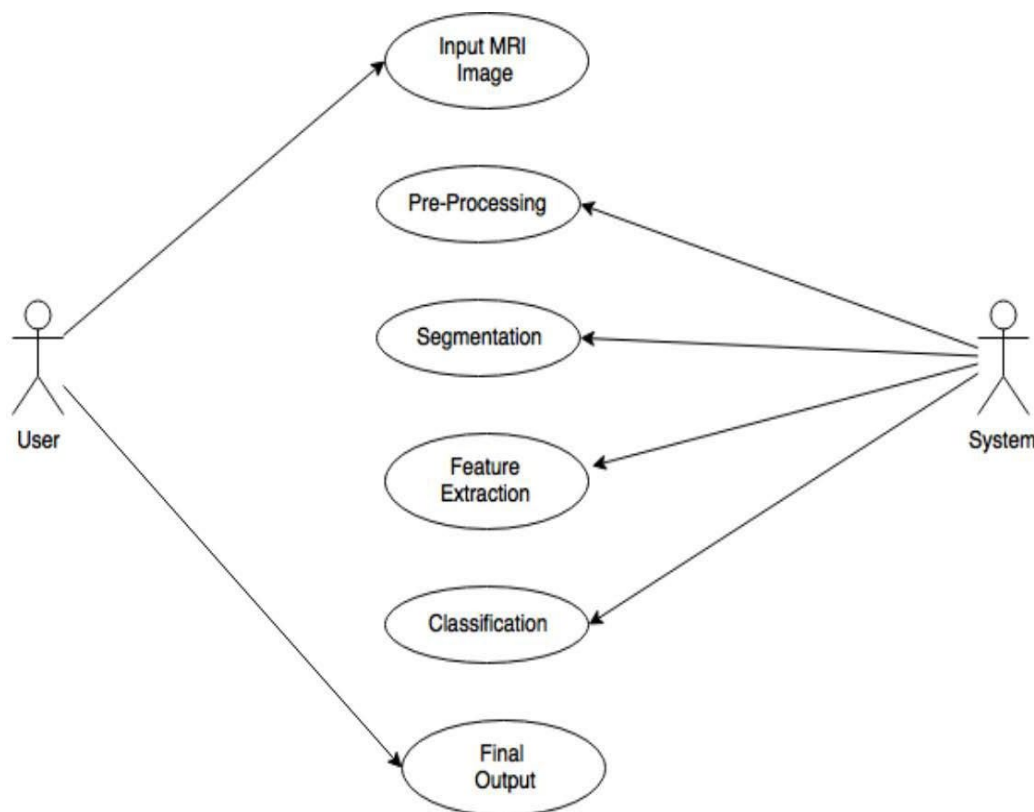 Input MRI
Image
Pre-Processing
Segmentation
User
System
Feature
Extraction
Classification
Final
Output